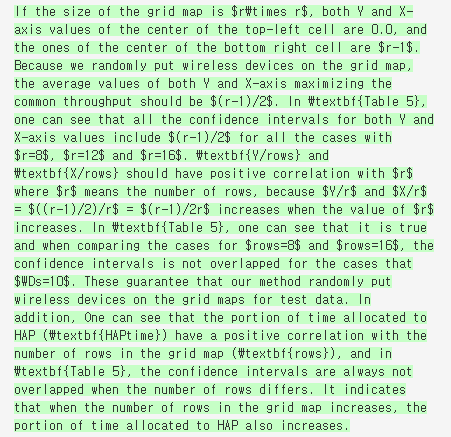 If the size of the grid map is $r₩times r$, both Y and X-
axis values of the center of the top-left cell are 0.0, and
the ones of the center of the bottom right cell are $r-1$.
Because we randomly put wireless devices on the grid map,
the average values of both Y and X-axis maximizing the
common throughput should be $(r-1)/2$. In ₩textbf{Table 5},
one can see that all the confidence intervals for both Y and
X-axis values include $(r-1)/2$ for all the cases with
$r=8$, $r=12$ and $r=16$. ₩textbf{Y/rows} and
₩textbf{X/rows} should have positive correlation with $r$
where $r$ means the number of rows, because $Y/r$ and $X/r$
= $((r-1)/2)/r$ = $(r-1)/2r$ increases when the value of $r$
increases. In ₩textbf{Table 5}, one can see that it is true
and when comparing the cases for $rows=8$ and $rows=16$, the
confidence intervals is not overlapped for the cases that
$WDs=10$. These guarantee that our method randomly put
wireless devices on the grid maps for test data. In
addition, One can see that the portion of time allocated to
HAP (₩textbf{HAPtime}) have a positive correlation with the
number of rows in the grid map (₩textbf{rows}), and in
₩textbf{Table 5}, the confidence intervals are always not
overlapped when the number of rows differs. It indicates
that when the number of rows in the grid map increases, the
portion of time allocated to HAP also increases.